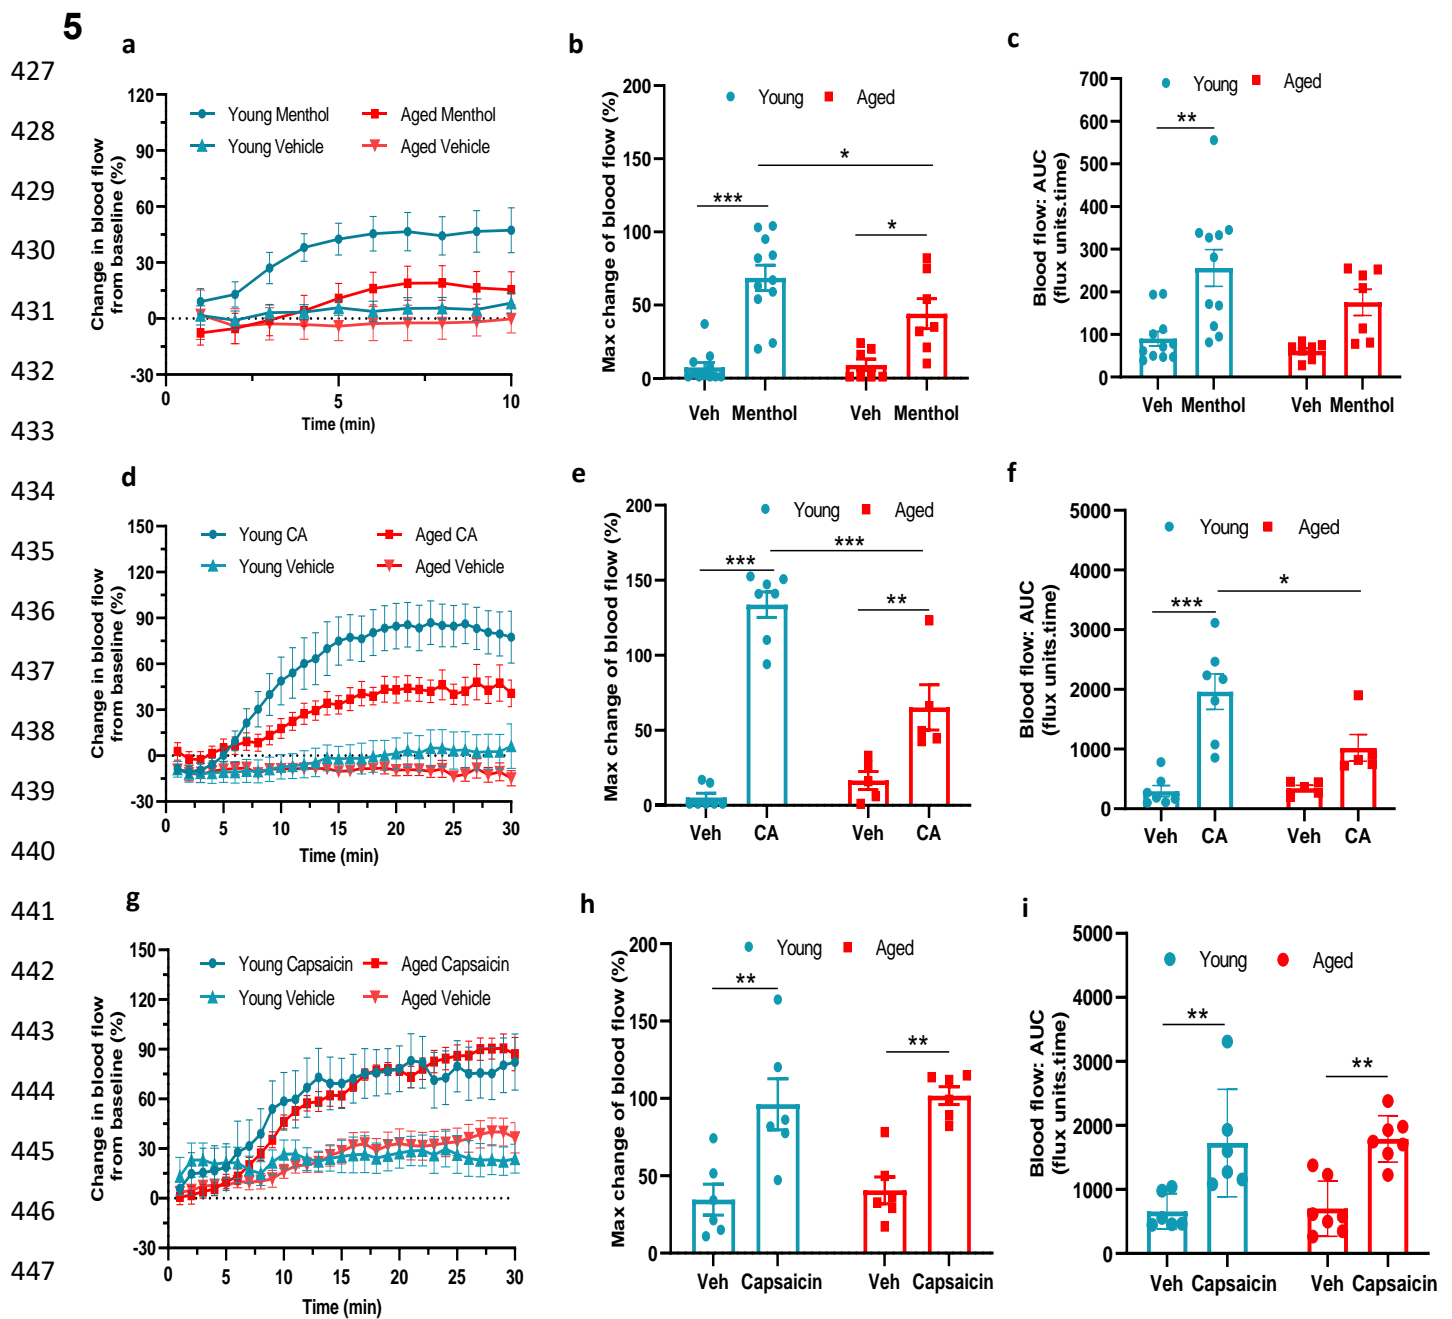 5
427
428
429
430
431
432
433
434
435
436
437
438
439
440
441
442
443
444
445
446
447
a
Change in blood flow
from baseline (%)
120
90
60
30
0
-30
Young Menthol
Aged Menthol
Young Vehicle
Aged Vehicle
0
5
10
Time (min)
b
Max change of blood flow (%)
200
150
100
50
0
Young
Aged
***
*
*
Veh
Menthol
Veh
Menthol
c
Blood flow: AUC
(flux units.time)
700
600
500
400
300
200
100
0
Young
Aged
**
Veh
Menthol
Veh
Menthol
d
Change in blood flow
from baseline (%)
150
120
90
60
30
0
-30
Young CA
Aged CA
Young Vehicle
Aged Vehicle
0
5
10
15
20
25
30
Time (min)
e
Max change of blood flow (%)
200
150
100
50
0
Young
Aged
***
***
**
Veh
CA
Veh
CA
f
Blood flow: AUC
(flux units.time)
5000
4000
3000
2000
1000
0
Young
Aged
***
*
Veh
CA
Veh
CA
g
Change in blood flow
from baseline (%)
150
120
90
60
30
0
-30
Young Capsaicin
Aged Capsaicin
Young Vehicle
Aged Vehicle
0
5
10
15
20
25
30
Time (min)
h
Max change of blood flow (%)
200
150
100
50
0
Young
Aged
**
**
Veh
Capsaicin
Veh
Capsaicin
i
Blood flow: AUC
(flux units.time)
5000
4000
3000
2000
1000
0
Young
Aged
**
**
Veh
Capsaicin
Veh
Capsaicin